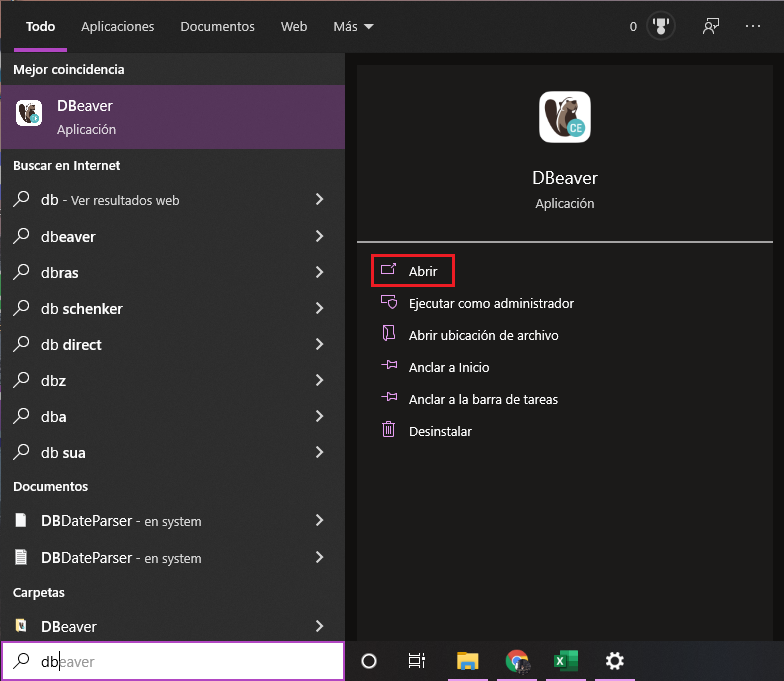 Todo Aplicaciones Documentos Web Más 0
Mejor coincidencia
DBeaver
Aplicación
Buscar en Internet
db - Ver resultados web
dbeaver
dbras
db schenker
db direct
dbz
dba
db sua
Documentos
DBDateParser - en system
DBDateParser - en system
Carpetas
DBeaver
dbeaver
CE
DBeaver
Aplicación
Abrir
Ejecutar como administrador
Abrir ubicación de archivo
Anclar a Inicio
Anclar a la barra de tareas
Desinstalar